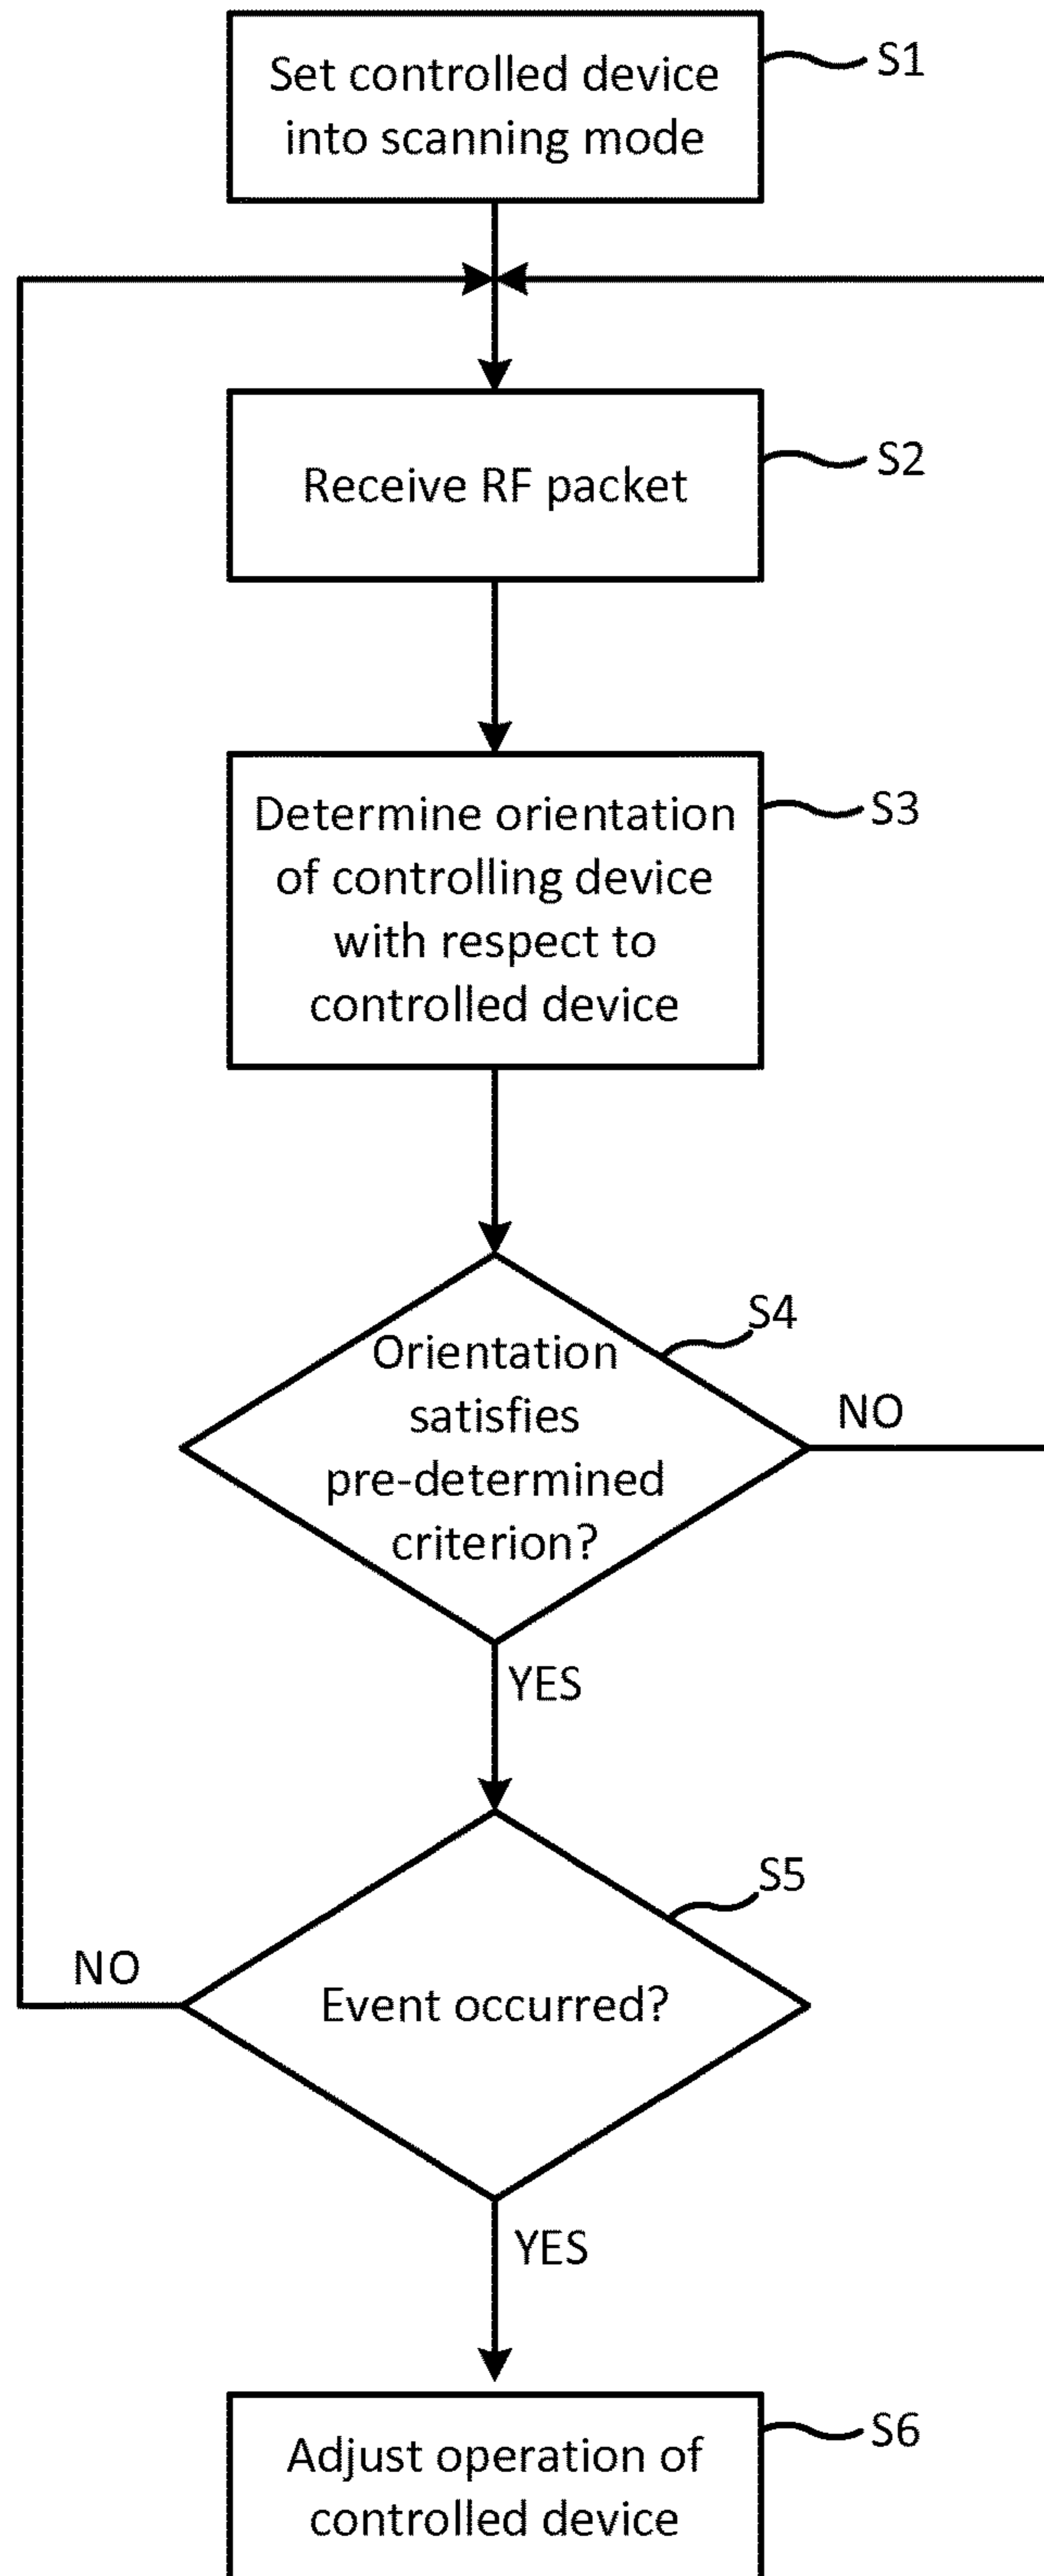 Set controlled device
into scanning mode
S1
Receive RF packet
S2
Determine orientation
of controlling device
with respect to
controlled device
S3
Orientation
satisfies
pre-determined
criterion?
S4
NO
YES
Event occurred?
S5
NO
YES
Adjust operation of
controlled device
S6